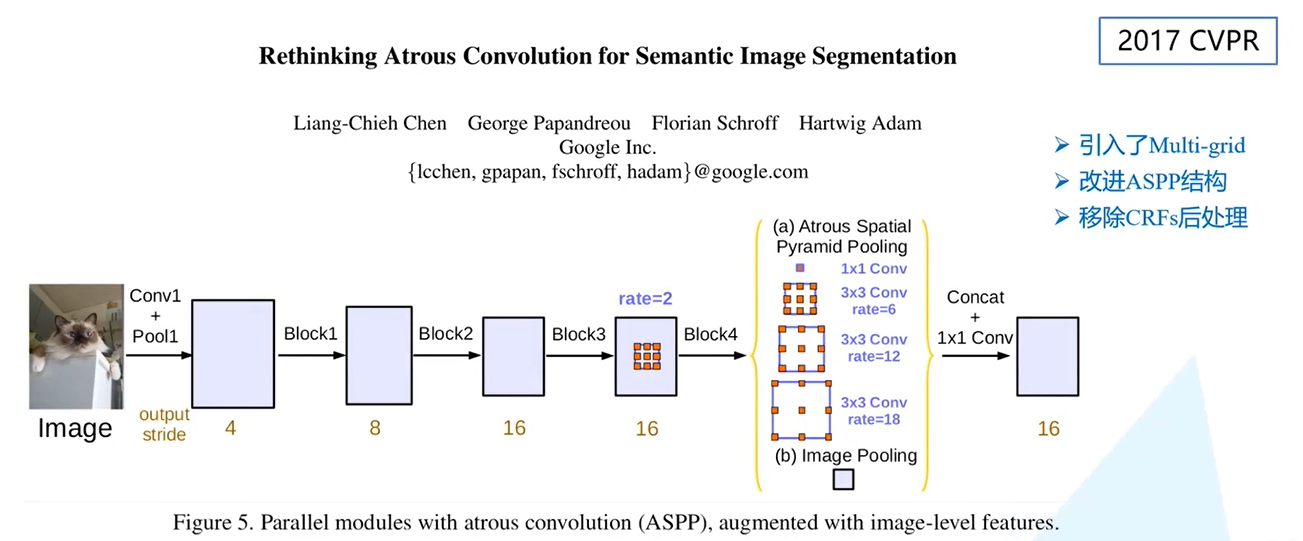 Rethinking Atrous Convolution for Semantic Image Segmentation
2017 CVPR
Liang-Chieh Chen George Papandreou Florian Schroff Hartwig Adam
Google Inc.
{lcchen, gpapan, fschroff, hadam}@google.com
➢ 引入了Multi-grid
➢ 改进ASPP结构
➢ 移除CRFs后处理
Image
Conv1
+
Pool1
output
stride
4
Block1
8
Block2
16
Block3
rate=2
16
Block4
(a) Atrous Spatial
Pyramid Pooling
1x1 Conv
3x3 Conv
rate=6
3x3 Conv
rate=12
3x3 Conv
rate=18
(b) Image Pooling
Concat
+
1x1 Conv
16
Figure 5. Parallel modules with atrous convolution (ASPP), augmented with image-level features.